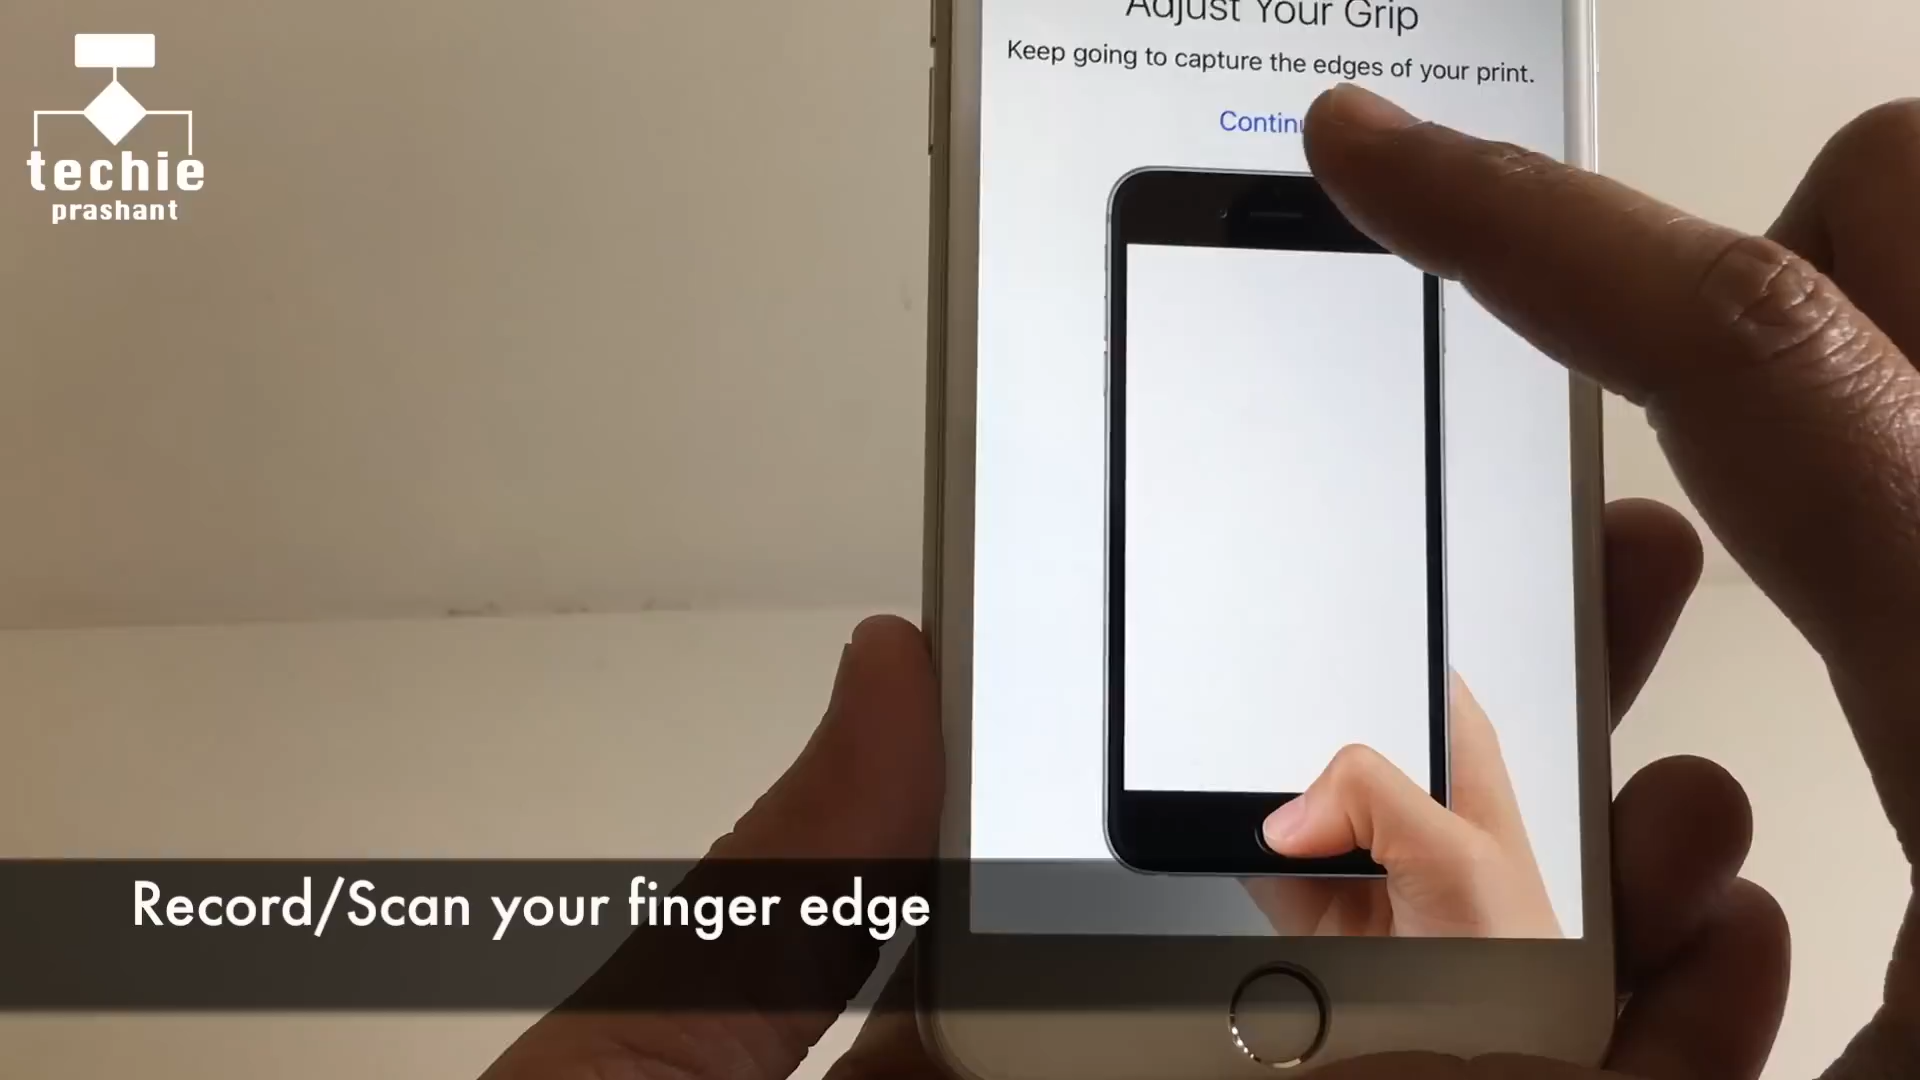 techie
prashant
Adjust Your Grip
Keep going to capture the edges of your print.
Record/Scan your finger edge